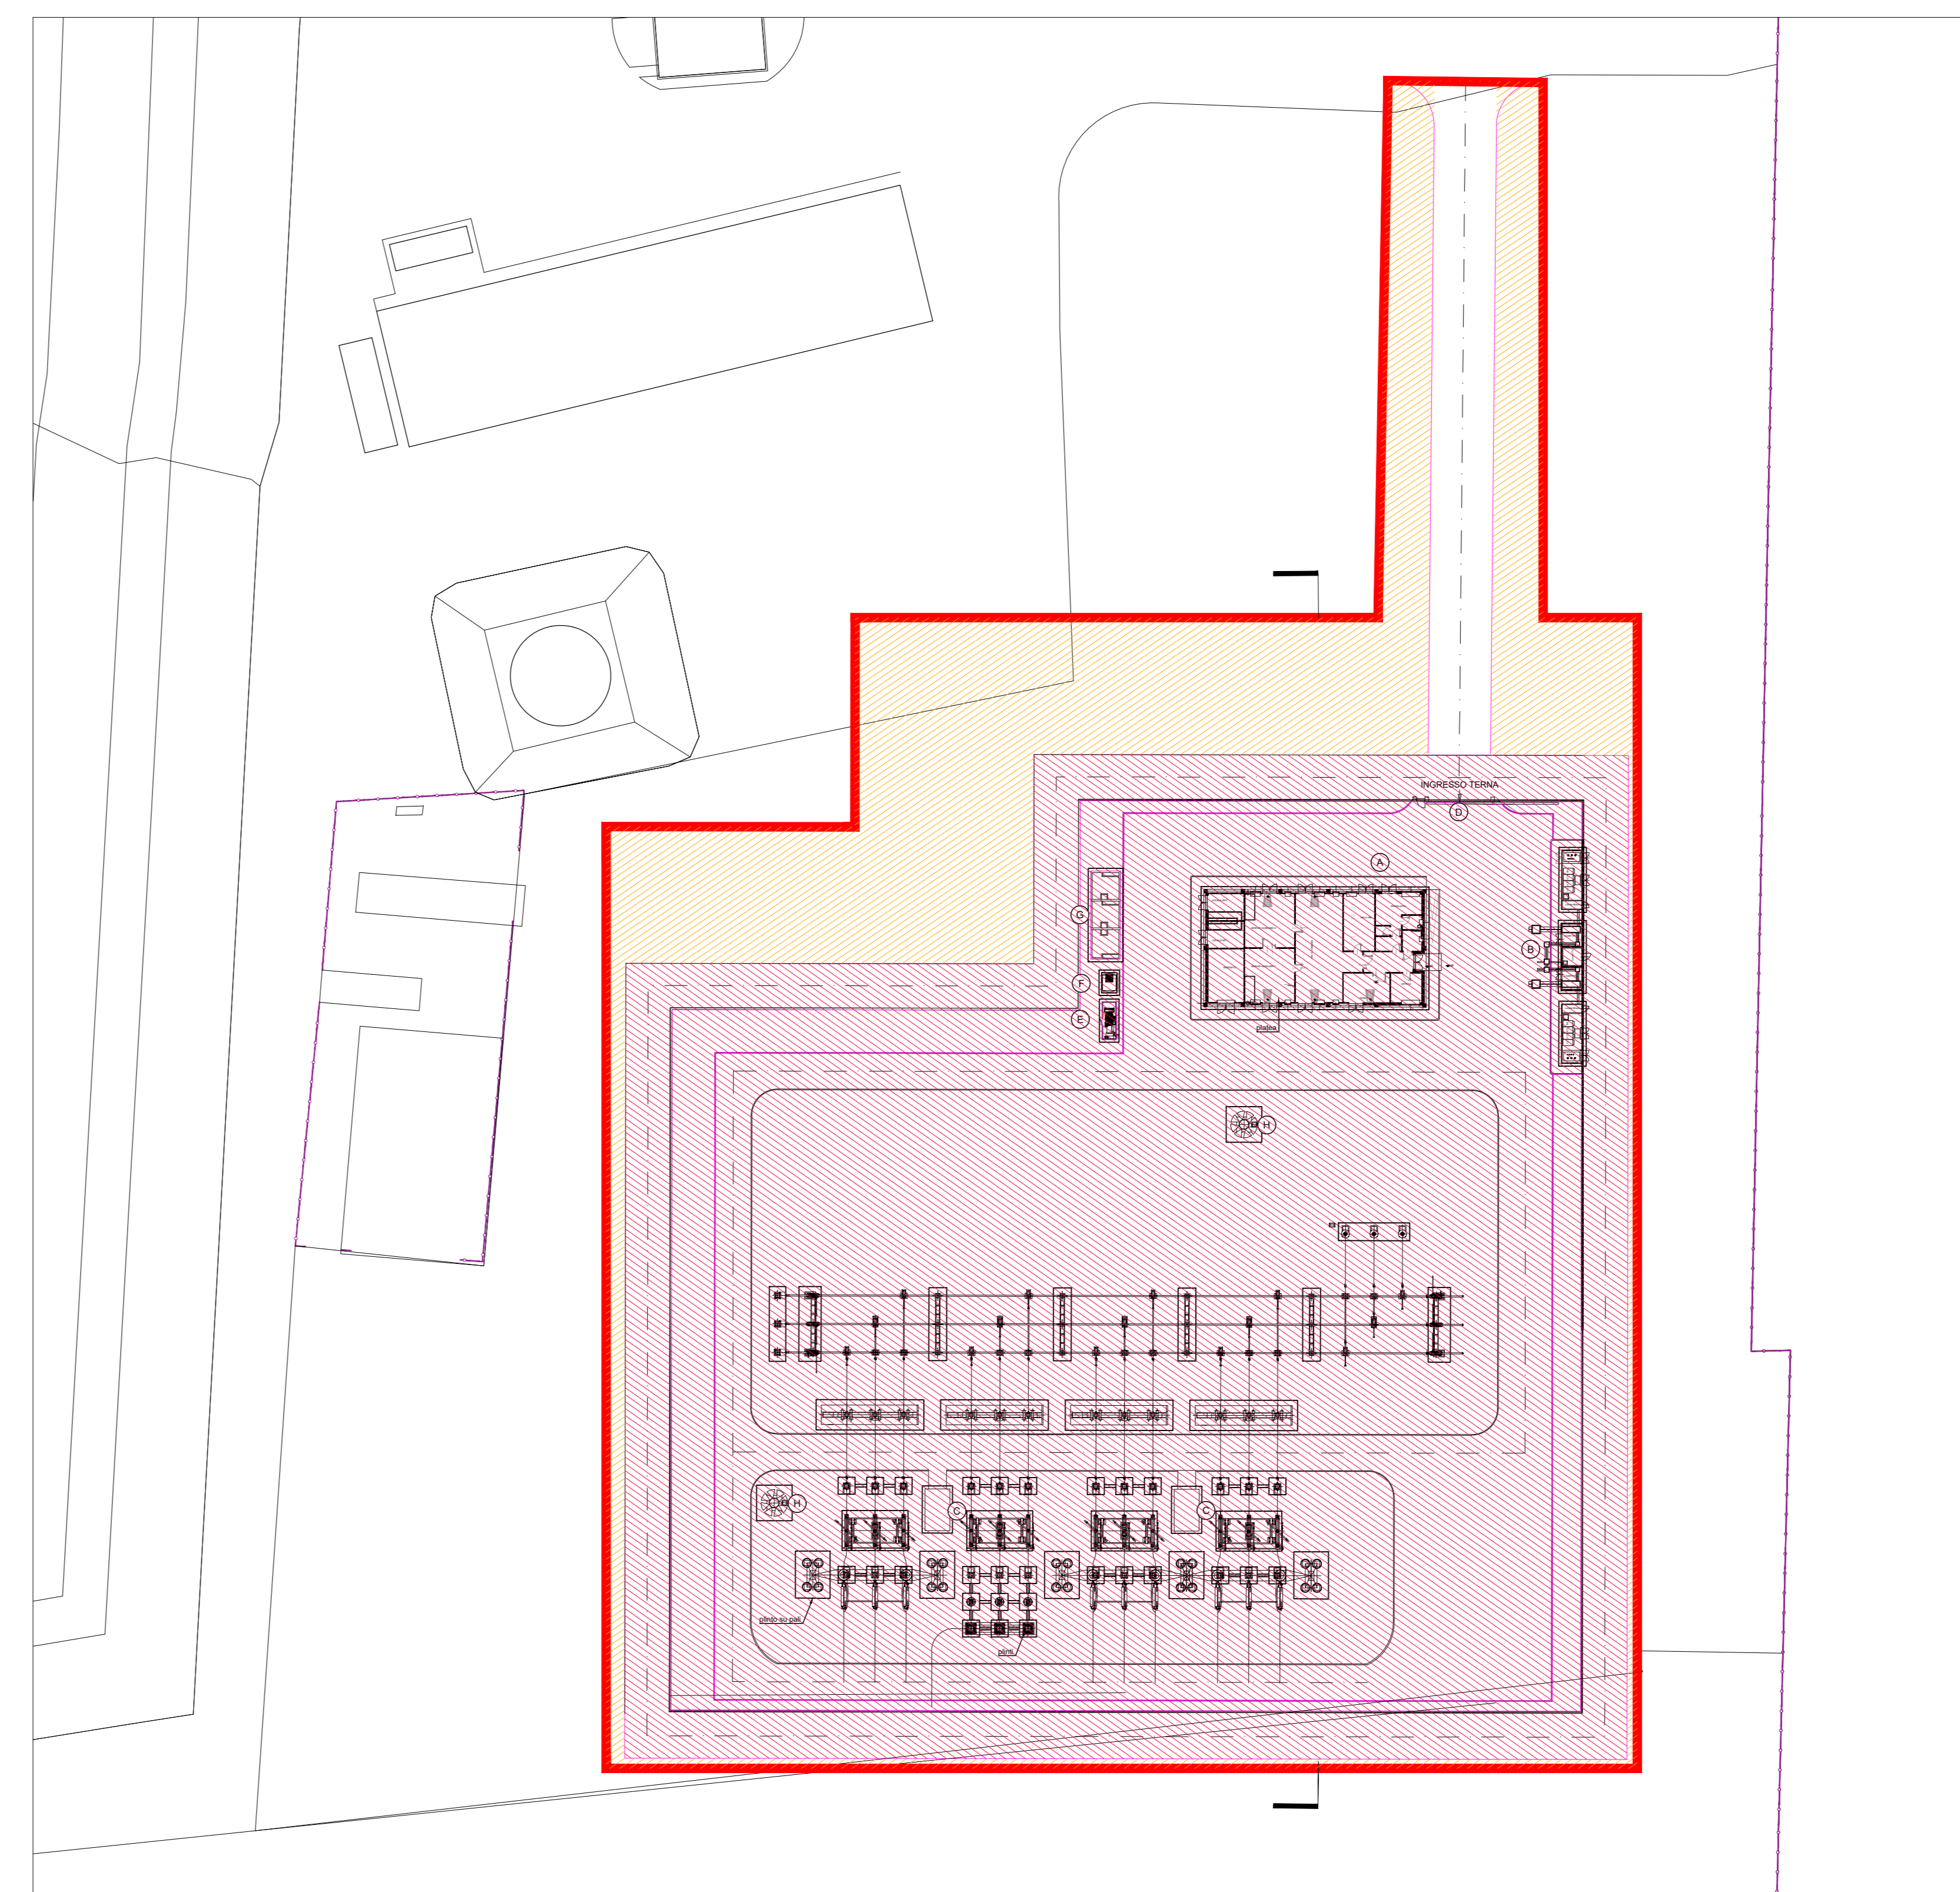 INGRESSO TERNA
D
A
G
B
F
E
platea
H
H
C
C
plinto su pali
plinti